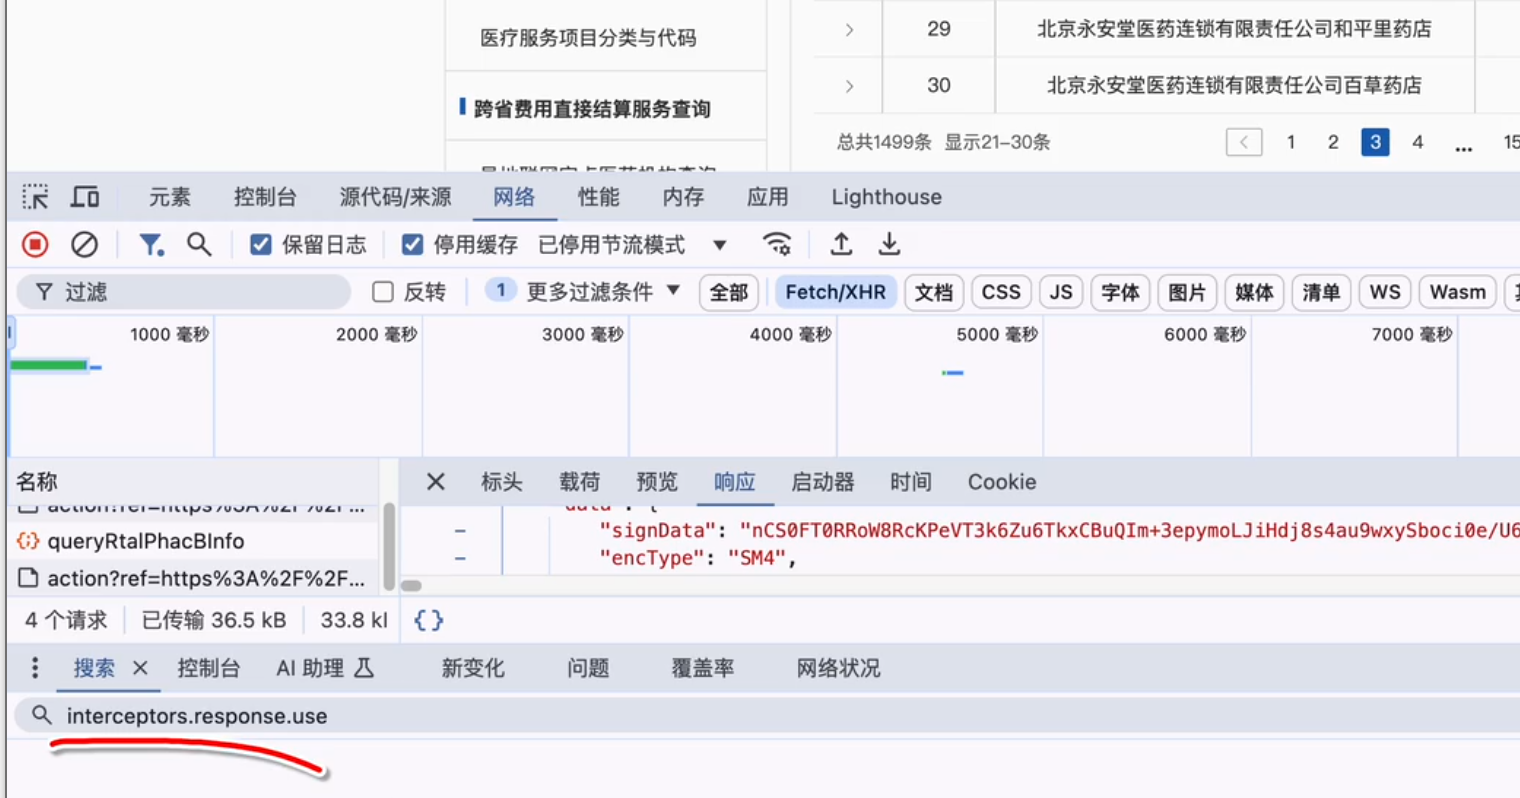 医疗服务项目分类与代码
29 北京永安堂医药连锁有限责任公司和平里药店
跨省费用直接结算服务查询
30 北京永安堂医药连锁有限责任公司百草药店
总共1499条 显示21-30条 1 2 3 4 ... 15
元素 控制台 源代码/来源 网络 性能 内存 应用 Lighthouse
保留日志 停用缓存 已停用节流模式
过滤 反转 1 更多过滤条件 全部 Fetch/XHR 文档 CSS JS 字体 图片 媒体 清单 WS Wasm
1000 毫秒 2000 毫秒 3000 毫秒 4000 毫秒 5000 毫秒 6000 毫秒 7000 毫秒
名称 标头 载荷 预览 响应 启动器 时间 Cookie
action?ref=https%3A%2F%2F...
"data": {
"signData": "nCS0FT0RRoW8RcKPeVT3k6Zu6TkxCBuQIm+3epymoLJiHdj8s4au9wxySboci0e/U6
queryRtalPhacBInfo
"encType": "SM4",
action?ref=https%3A%2F%2F...
4 个请求 已传输 36.5 kB 33.8 kl {}
搜索 控制台 AI 助理 新变化 问题 覆盖率 网络状况
interceptors.response.use